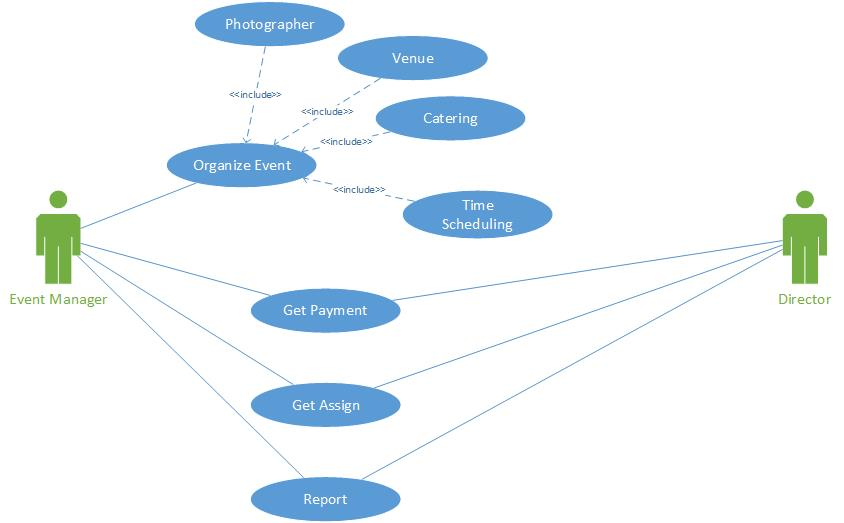 Photographer
Venue
<<include>>
<<include>>
Catering
<<include>>
Organize Event
<<include>>
Time
Scheduling
Event Manager
Director
Get Payment
Get Assign
Report